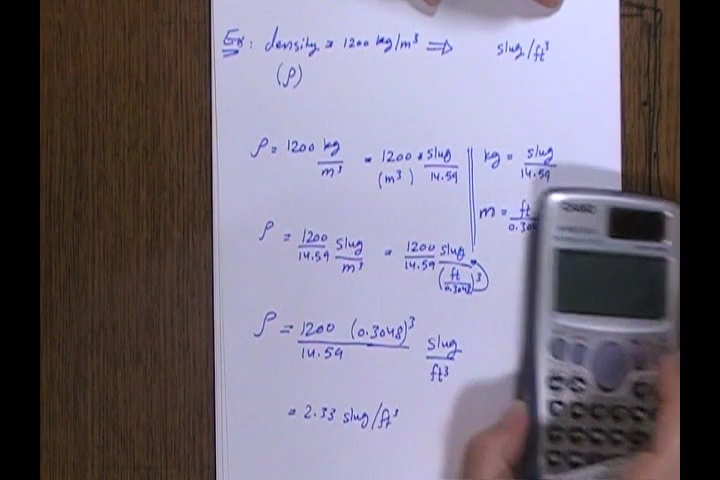 Ex: density = 1200 kg/m³ ⇒ slug/ft³
(ρ)
ρ = 1200 kg/m³ = 1200 * slug/(m³) 14.59
kg = slug/14.59
m = ft/0.304
ρ = 1200/14.59 slug/m³ = 1200/14.59 slug/(ft/0.3048)³
ρ = 1200 (0.3048)³/14.59 slug/ft³
= 2.33 slug/ft³
CASIO